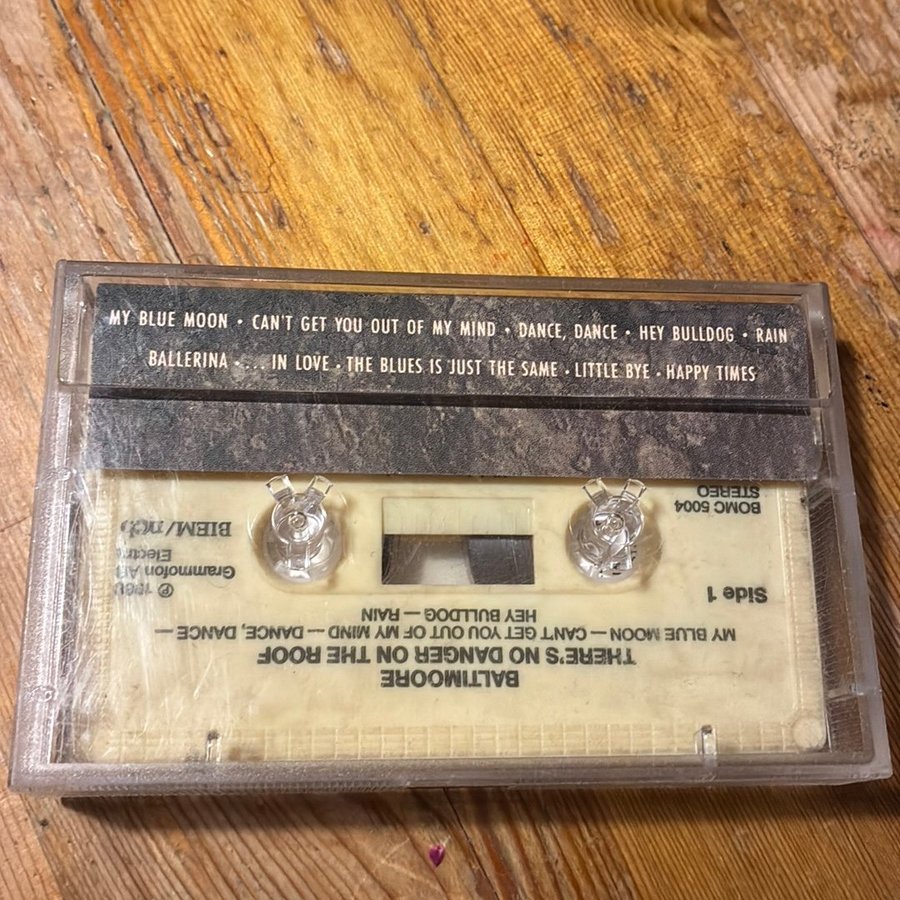 MY BLUE MOON • CAN'T GET YOU OUT OF MY MIND • DANCE, DANCE • HEY BULLDOG • RAIN
BALLERINA • ... IN LOVE • THE BLUES IS JUST THE SAME • LITTLE BYE • HAPPY TIMES
BALTIMOORE
THERE'S NO DANGER ON THE ROOF
MY BLUE MOON — CAN'T GET YOU OUT OF MY MIND — DANCE, DANCE —
HEY BULLDOG — RAIN
Side 1
BOMC 5004
STEREO
℗
Grammofon AB
BIEM/ncb